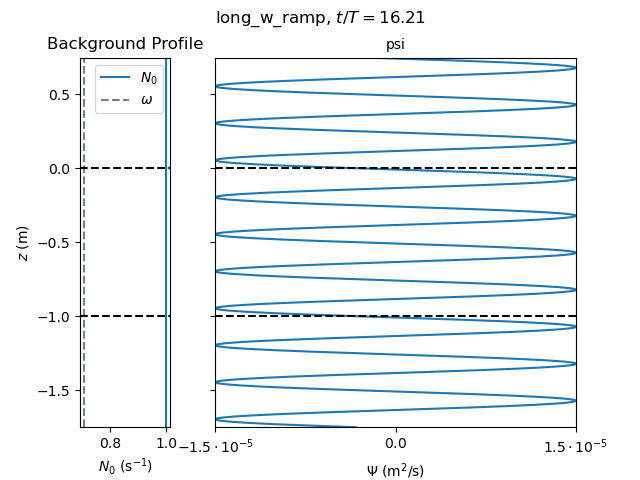 long_w_ramp, t/T = 16.21
Background Profile
psi
N₀
ω
0.5
0.0
−0.5
−1.0
−1.5
z (m)
0.8
1.0
N₀ (s⁻¹)
−1.5 · 10⁻⁵
0.0
1.5 · 10⁻⁵
Ψ (m²/s)